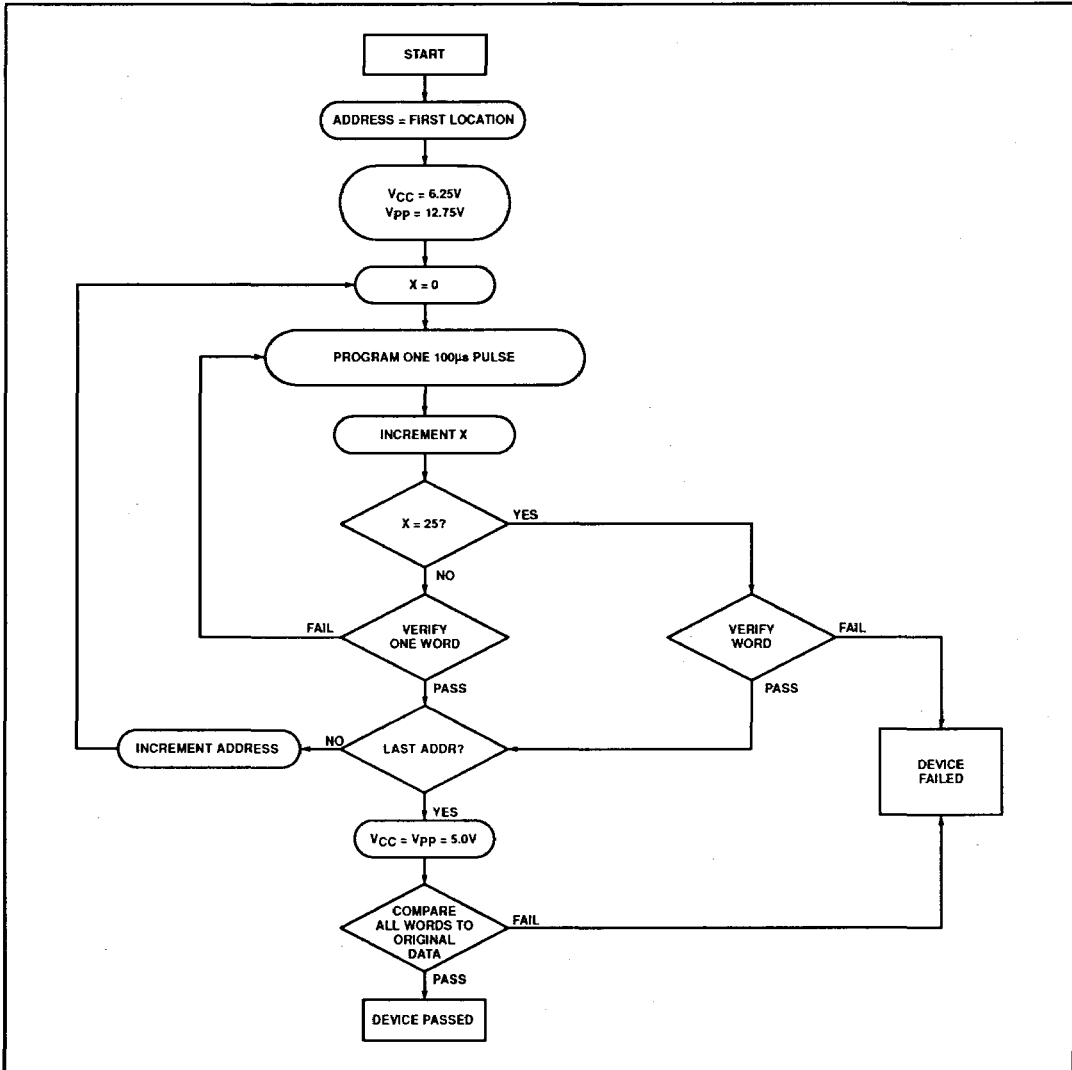 START
ADDRESS = FIRST LOCATION
VCC = 6.25V
VPP = 12.75V
X = 0
PROGRAM ONE 100µs PULSE
INCREMENT X
X = 25?
YES
NO
FAIL
VERIFY
ONE WORD
VERIFY
WORD
FAIL
PASS
PASS
INCREMENT ADDRESS
NO
LAST ADDR?
DEVICE
FAILED
YES
VCC = VPP = 5.0V
COMPARE
ALL WORDS TO
ORIGINAL
DATA
FAIL
PASS
DEVICE PASSED